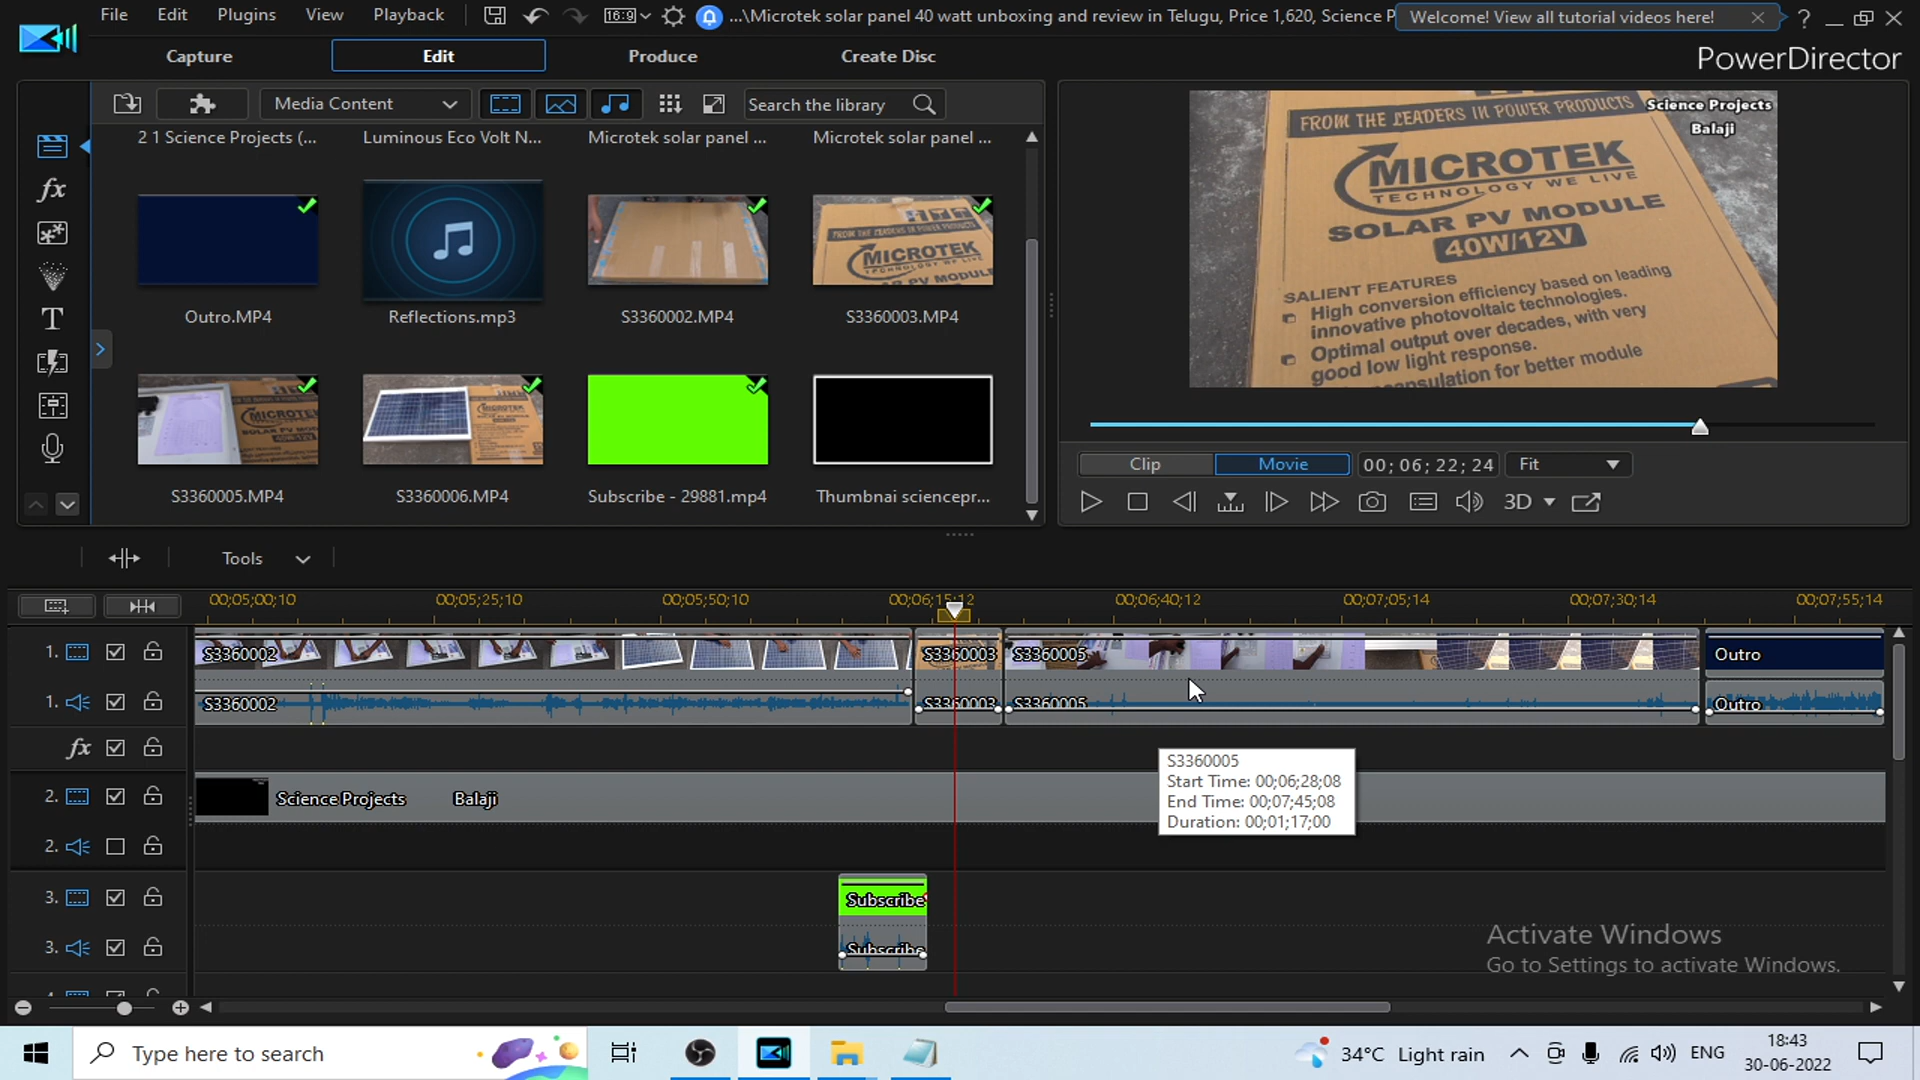 File Edit Plugins View Playback 16:9 ...\Microtek solar panel 40 watt unboxing and review in Telugu, Price 1,620, Science P Welcome! View all tutorial videos here! ?
Capture Edit Produce Create Disc PowerDirector
Media Content Search the library
2 1 Science Projects (... Luminous Eco Volt N... Microtek solar panel ... Microtek solar panel ...
Outro.MP4 Reflections.mp3 S3360002.MP4 S3360003.MP4
S3360005.MP4 S3360006.MP4 Subscribe - 29881.mp4 Thumbnai sciencepr...
fx
T
Science Projects
Balaji
FROM THE LEADERS IN POWER PRODUCTS
MICROTEK
TECHNOLOGY WE LIVE
SOLAR PV MODULE
40W/12V
SALIENT FEATURES
High conversion efficiency based on leading
innovative photovoltaic technologies.
Optimal output over decades, with very
good low light response.
for better module
Clip Movie 00; 06; 22; 24 Fit
3D
Tools
00;05;00;10 00;05;25;10 00;05;50;10 00;06;15;12 00;06;40;12 00;07;05;14 00;07;30;14 00;07;55;14
1. S3360002 S3360003 S3360005 Outro
1. S3360002 S3360003 S3360005 Outro
fx
2. Science Projects Balaji
2.
3. Subscribe
3. Subscribe
S3360005
Start Time: 00;06;28;08
End Time: 00;07;45;08
Duration: 00;01;17;00
Activate Windows
Go to Settings to activate Windows.
Type here to search 34°C Light rain ENG 18:43
30-06-2022